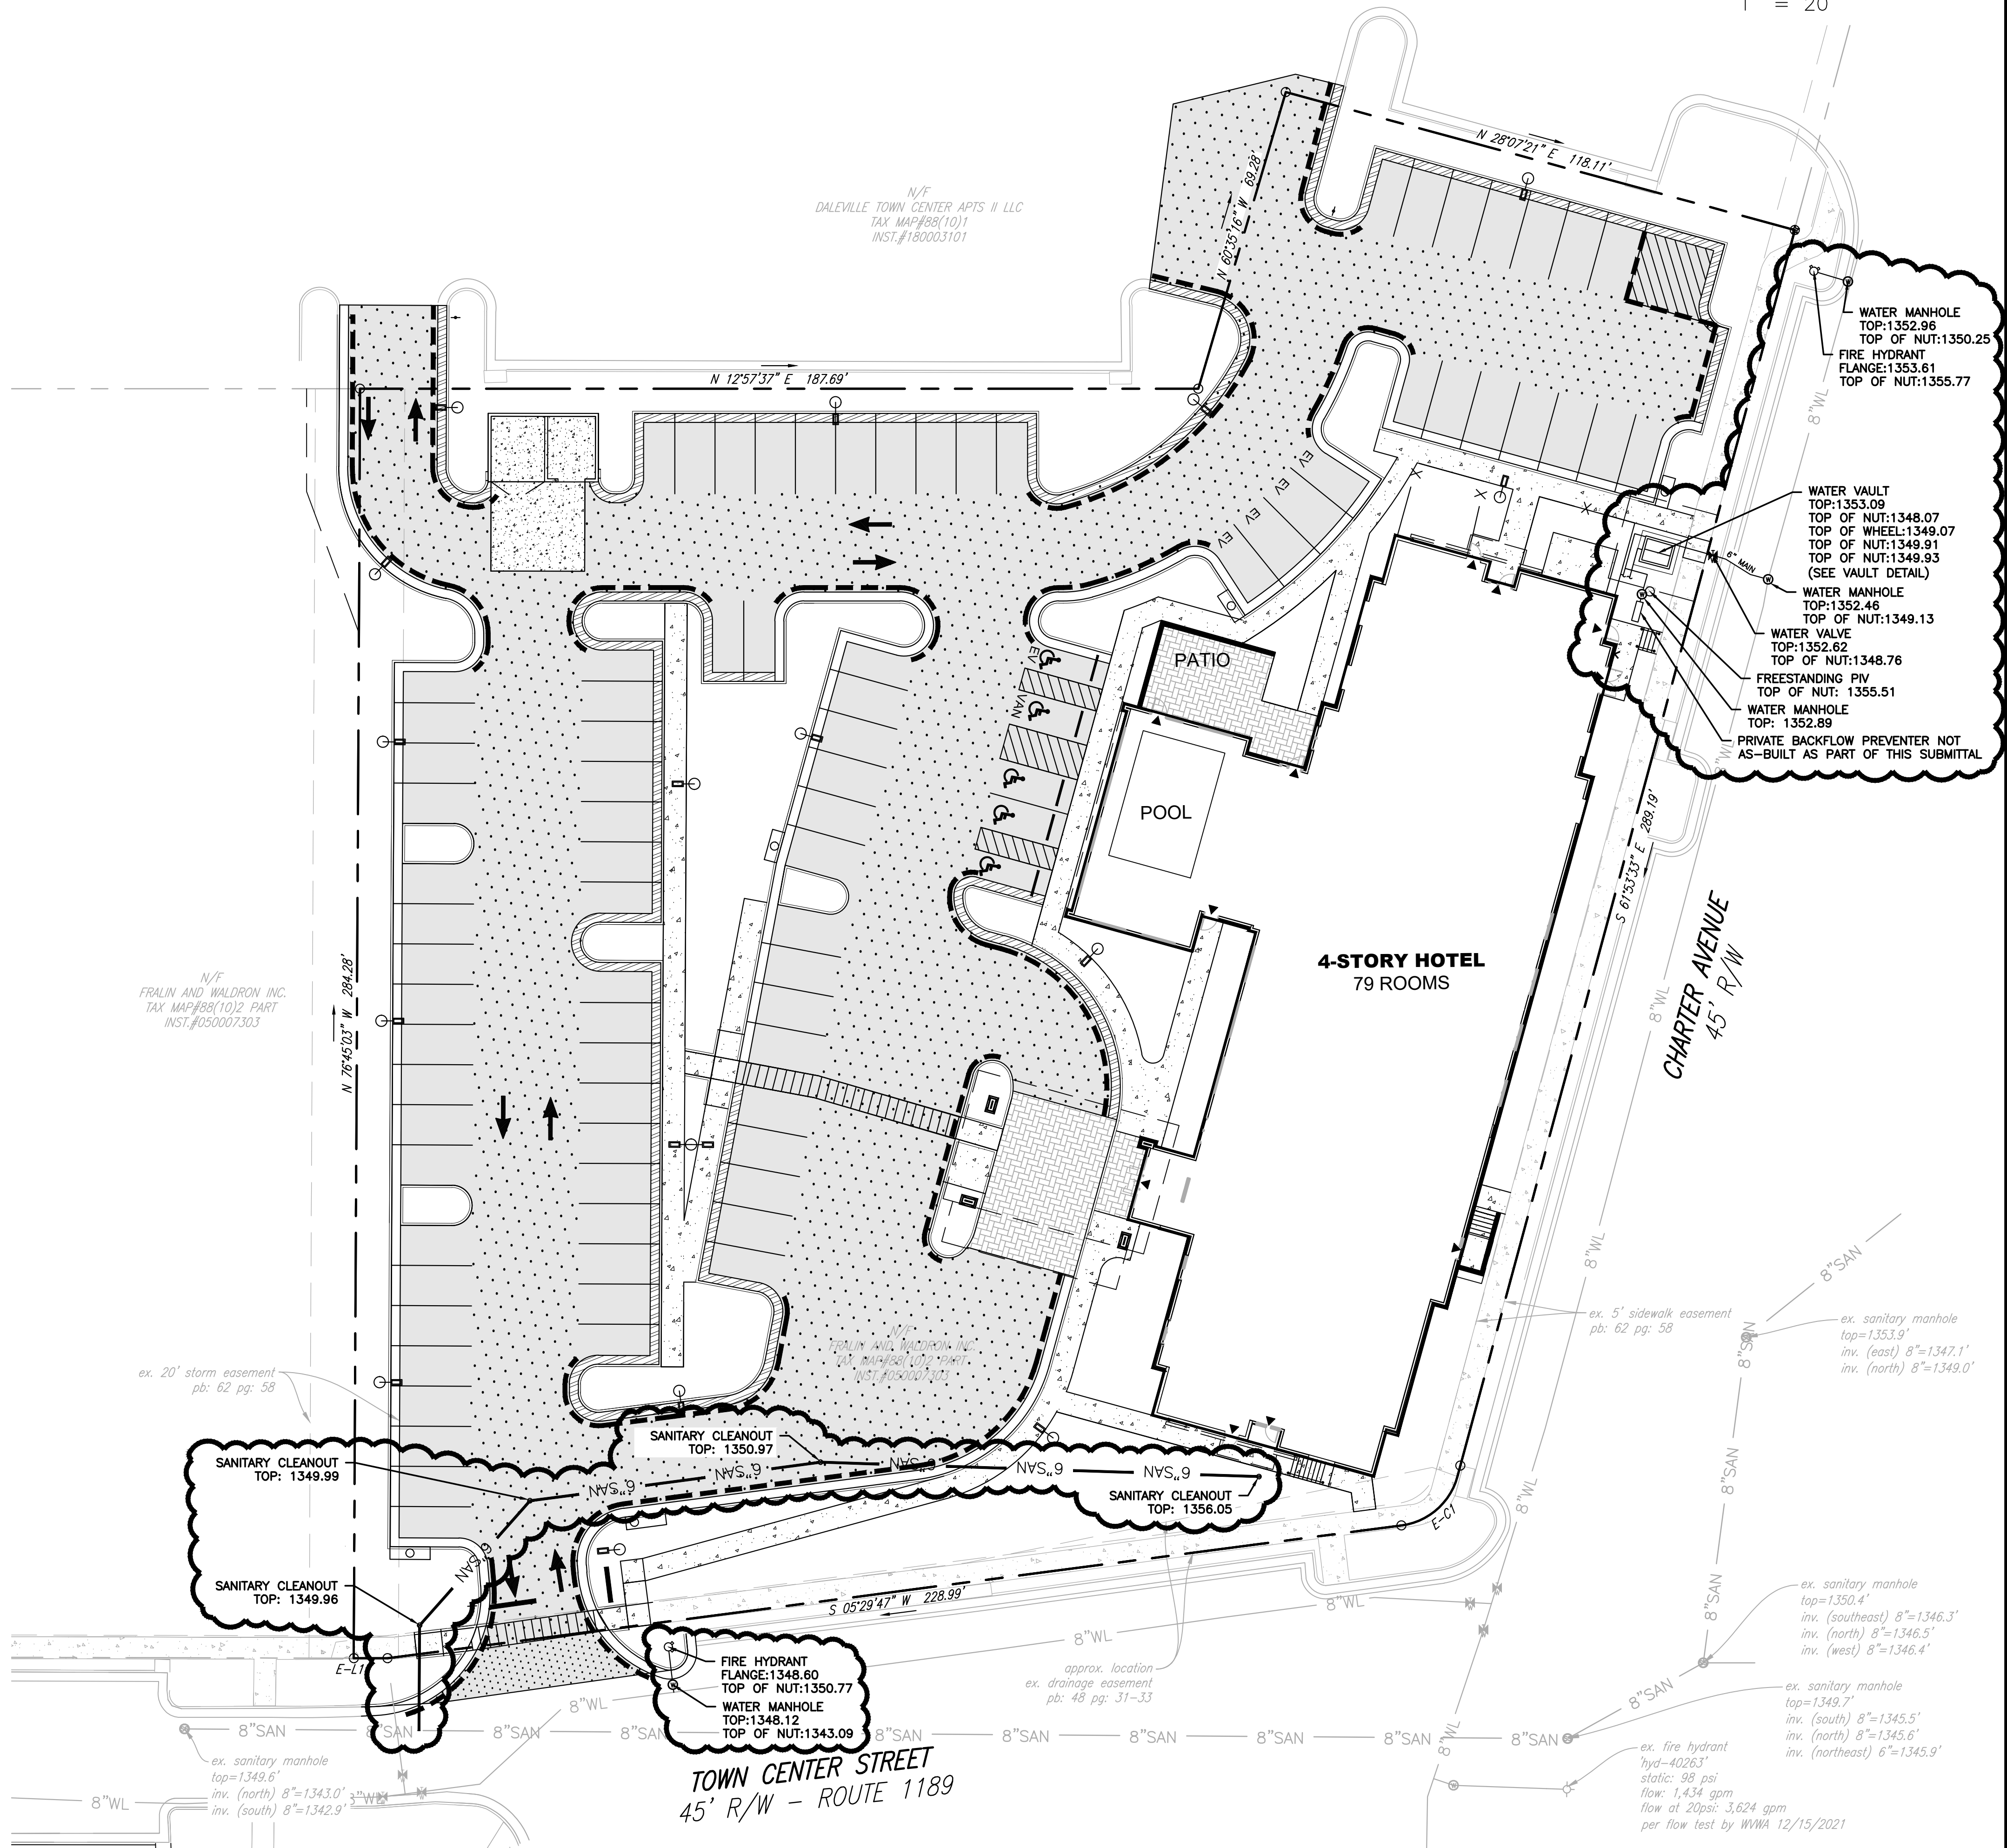 1" = 20'
N 28°07'21" E 118.11'
N 60°35'16" W 69.28'
N/F
DALEVILLE TOWN CENTER APTS II LLC
TAX MAP#88(10)1
INST.#180003101
N 12°57'37" E 187.69'
WATER MANHOLE
TOP:1352.96
TOP OF NUT:1350.25
FIRE HYDRANT
FLANGE:1353.61
TOP OF NUT:1355.77
8"WL
EV
EV
EV
EV
WATER VAULT
TOP:1353.09
TOP OF NUT:1348.07
TOP OF WHEEL:1349.07
TOP OF NUT:1349.91
TOP OF NUT:1349.93
(SEE VAULT DETAIL)
6" MAIN
WATER MANHOLE
TOP:1352.46
TOP OF NUT:1349.13
WATER VALVE
TOP:1352.62
TOP OF NUT:1348.76
FREESTANDING PIV
TOP OF NUT: 1355.51
WATER MANHOLE
TOP: 1352.89
PRIVATE BACKFLOW PREVENTER NOT
AS-BUILT AS PART OF THIS SUBMITTAL
8"WL
EV
VAN
PATIO
POOL
4-STORY HOTEL
79 ROOMS
S 61°53'33" E 289.19'
CHARTER AVENUE
45' R/W
8"WL
N/F
FRALIN AND WALDRON INC.
TAX MAP#88(10)2 PART
INST.#050007303
N 76°45'03" W 284.28'
8"WL
8"SAN
ex. 5' sidewalk easement
pb: 62 pg: 58
8"SAN
ex. sanitary manhole
top=1353.9'
inv. (east) 8"=1347.1'
inv. (north) 8"=1349.0'
N/F
FRALIN AND WALDRON INC.
TAX MAP#88(10)2 PART
INST.#050007303
ex. 20' storm easement
pb: 62 pg: 58
SANITARY CLEANOUT
TOP: 1350.97
SANITARY CLEANOUT
TOP: 1349.99
6"SAN
6"SAN
6"SAN
6"SAN
6"SAN
6"SAN
SANITARY CLEANOUT
TOP: 1356.05
8"WL
8"SAN
E-C1
SANITARY CLEANOUT
TOP: 1349.96
S 05°29'47" W 228.99'
8"WL
8"SAN
ex. sanitary manhole
top=1350.4'
inv. (southeast) 8"=1346.3'
inv. (north) 8"=1346.5'
inv. (west) 8"=1346.4'
E-L1
FIRE HYDRANT
FLANGE:1348.60
TOP OF NUT:1350.77
WATER MANHOLE
TOP:1348.12
TOP OF NUT:1343.09
8"WL
approx. location
ex. drainage easement
pb: 48 pg: 31-33
8"SAN
ex. sanitary manhole
top=1349.7'
inv. (south) 8"=1345.5'
inv. (north) 8"=1345.6'
inv. (northeast) 6"=1345.9'
8"WL
8"SAN
8"SAN
8"SAN
8"SAN
8"SAN
8"SAN
8"SAN
8"SAN
8"SAN
8"SAN
8"WL
ex. sanitary manhole
top=1349.6'
inv. (north) 8"=1343.0'
inv. (south) 8"=1342.9'
8"WL
8"WL
TOWN CENTER STREET
45' R/W - ROUTE 1189
ex. fire hydrant
'hyd-40263'
static: 98 psi
flow: 1,434 gpm
flow at 20psi: 3,624 gpm
per flow test by WVWA 12/15/2021